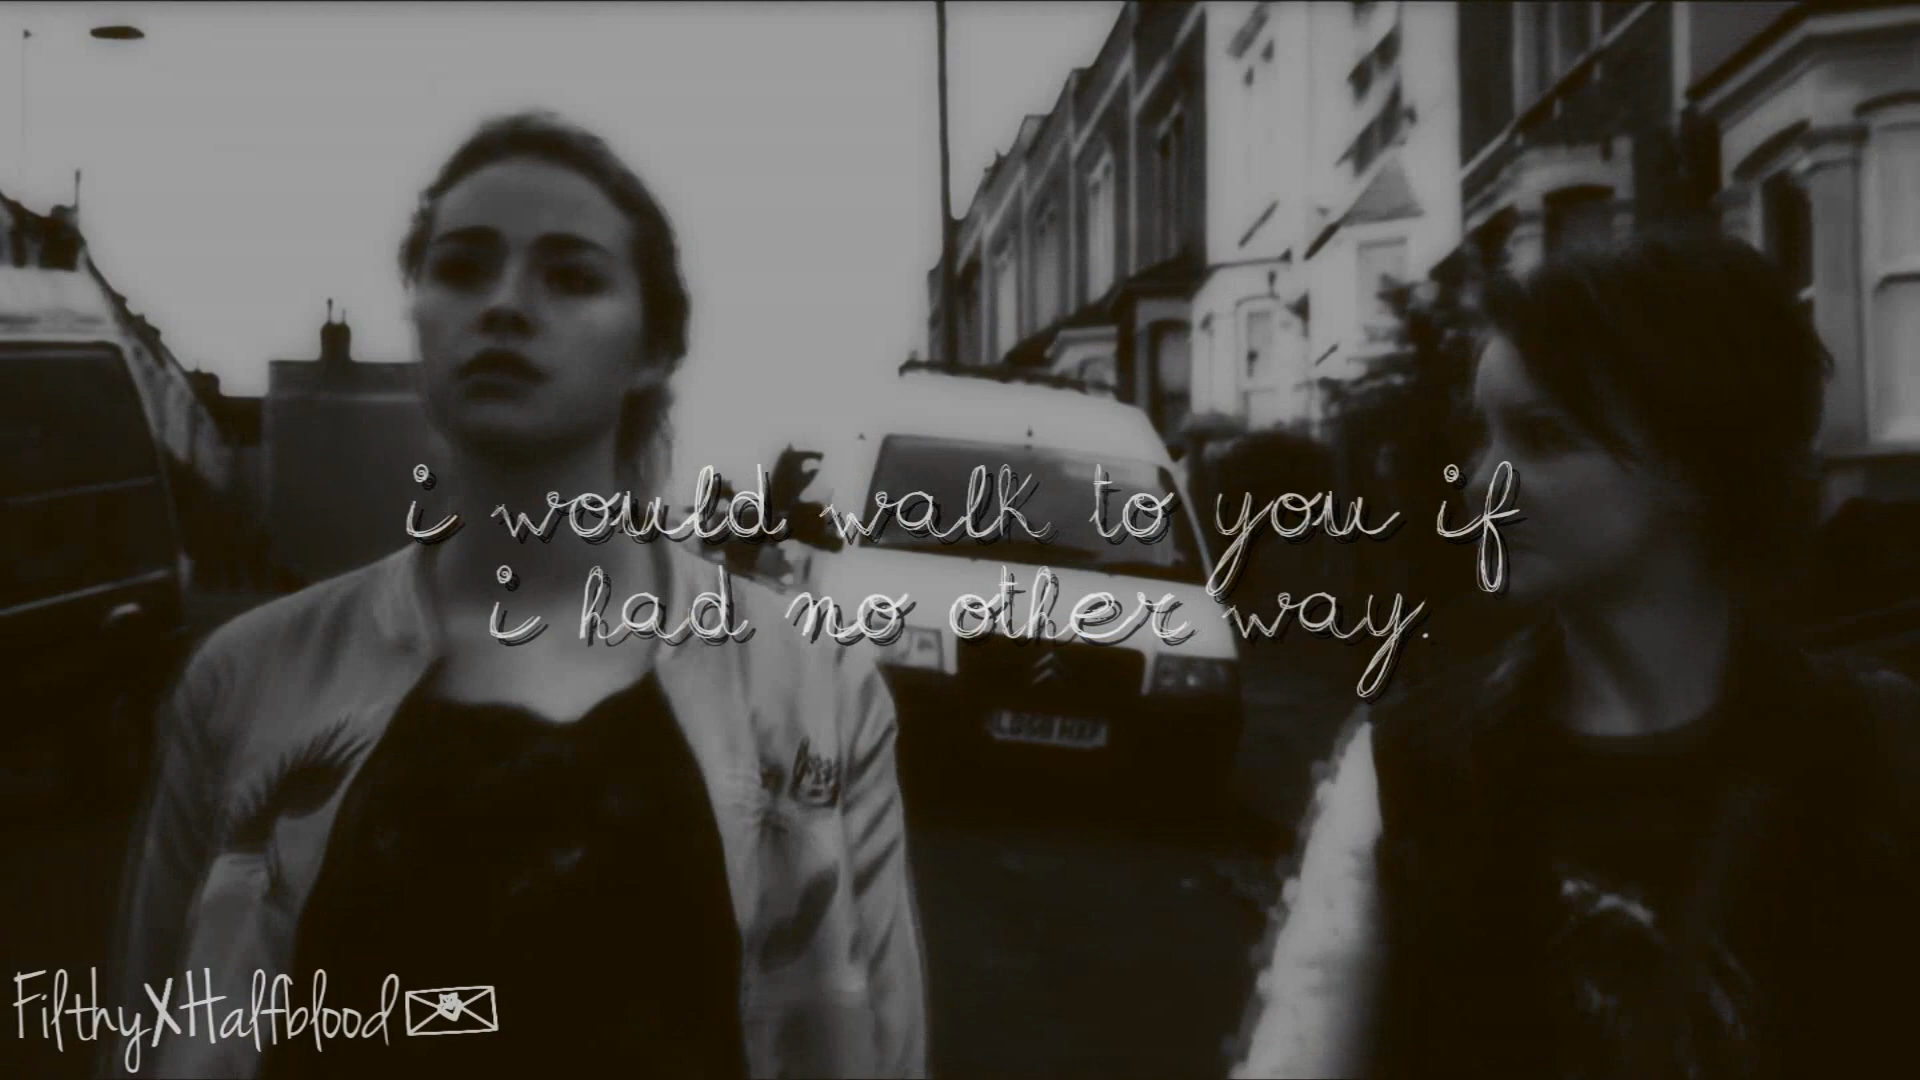 i would walk to you if
i had no other way.
FilthyXHalfblood